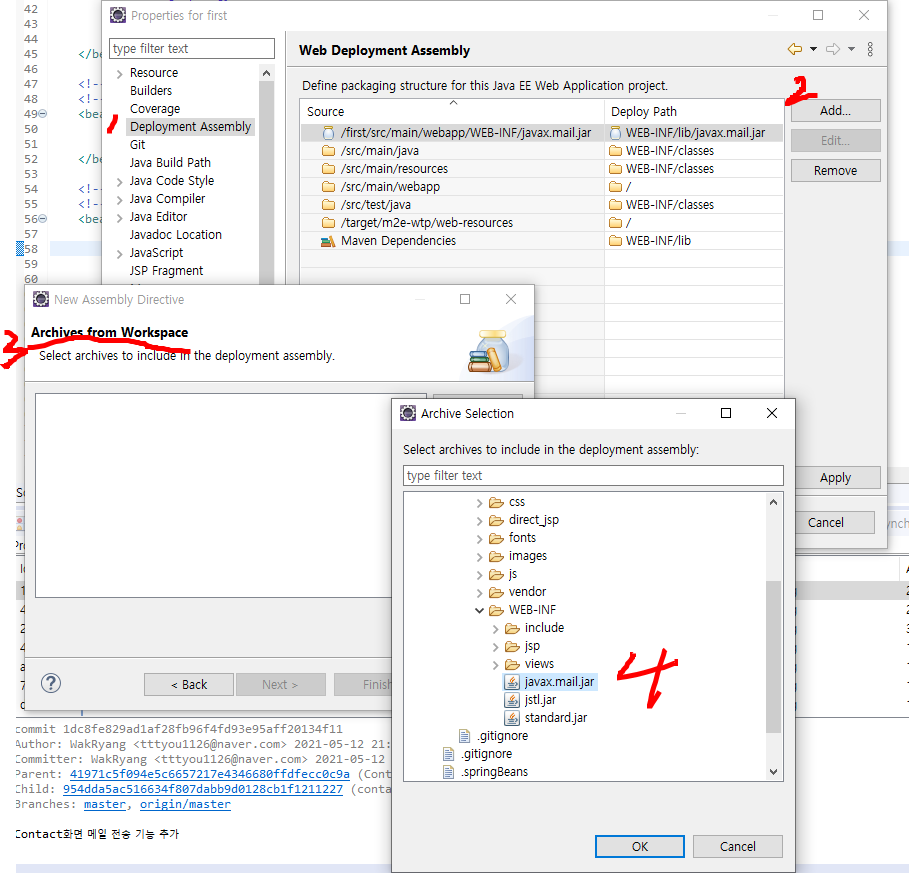 42
43
44
45 </be
46
47 <!--
48 <!--
49 <bea
50
51
52 </be
53
54 <!--
55 <!--
56 <bea
57
58
59
60
Properties for first
type filter text
Resource
Builders
Coverage
1 Deployment Assembly
Git
Java Build Path
Java Code Style
Java Compiler
Java Editor
Javadoc Location
JavaScript
JSP Fragment
Web Deployment Assembly
Define packaging structure for this Java EE Web Application project.
2
Source Deploy Path
/first/src/main/webapp/WEB-INF/javax.mail.jar WEB-INF/lib/javax.mail.jar
/src/main/java WEB-INF/classes
/src/main/resources WEB-INF/classes
/src/main/webapp /
/src/test/java WEB-INF/classes
/target/m2e-wtp/web-resources /
Maven Dependencies WEB-INF/lib
Add...
Edit...
Remove
Apply
Cancel
New Assembly Directive
3 Archives from Workspace
Select archives to include in the deployment assembly.
< Back Next > Finish
Archive Selection
Select archives to include in the deployment assembly:
type filter text
css
direct_jsp
fonts
images
js
vendor
WEB-INF
include
jsp
views
javax.mail.jar 4
jstl.jar
standard.jar
.gitignore
.gitignore
.springBeans
OK Cancel
commit 1dc8fe829ad1af28fb96f4fd93e95aff20134f11
Author: WakRyang <tttyou1126@naver.com> 2021-05-12 21:
Committer: WakRyang <tttyou1126@naver.com> 2021-05-12
Parent: 41971c5f094e5c6657217e4346680ffdfecc0c9a (Cont
Child: 954dda5ac516634f807dabb9d0128cb1f1211227 (conta
Branches: master, origin/master
Contact화면 메일 전송 기능 추가